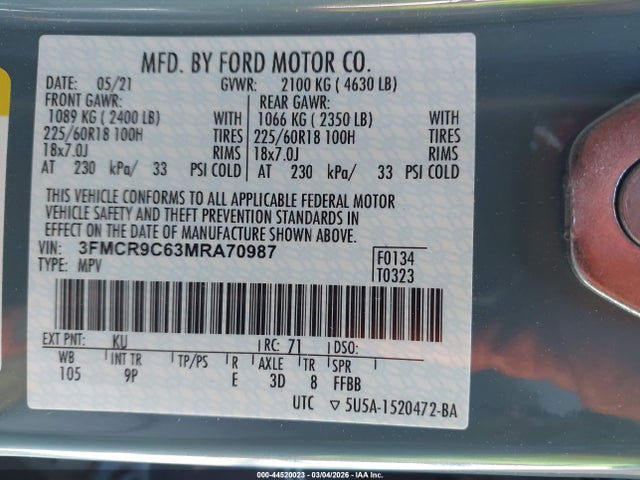 MFD. BY FORD MOTOR CO.
DATE: 05/21 GVWR: 2100 KG ( 4630 LB)
FRONT GAWR: REAR GAWR:
1089 KG ( 2400 LB) WITH 1066 KG ( 2350 LB) WITH
225/60R18 100H TIRES 225/60R18 100H TIRES
18x7.0J RIMS 18x7.0J RIMS
AT 230 kPa/ 33 PSI COLD AT 230 kPa/ 33 PSI COLD
THIS VEHICLE CONFORMS TO ALL APPLICABLE FEDERAL MOTOR
VEHICLE SAFETY AND THEFT PREVENTION STANDARDS IN
EFFECT ON THE DATE OF MANUFACTURE SHOWN ABOVE.
VIN: 3FMCR9C63MRA70987 F0134
TYPE: MPV T0323
EXT PNT: KU RC: 71 DSO:
WB INT TR TP/PS R AXLE TR SPR
105 9P E 3D 8 FFBB
UTC ▽ 5U5A-1520472-BA
000-44520023 - 03/04/2026 - IAA Inc.